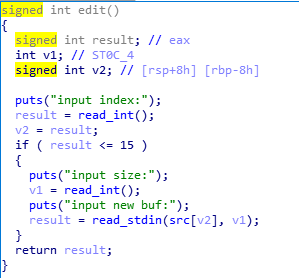 signed int edit()
{
signed int result; // eax
int v1; // ST0C_4
signed int v2; // [rsp+8h] [rbp-8h]
puts("input index:");
result = read_int();
v2 = result;
if ( result <= 15 )
{
puts("input size:");
v1 = read_int();
puts("input new buf:");
result = read_stdin(src[v2], v1);
}
return result;
}